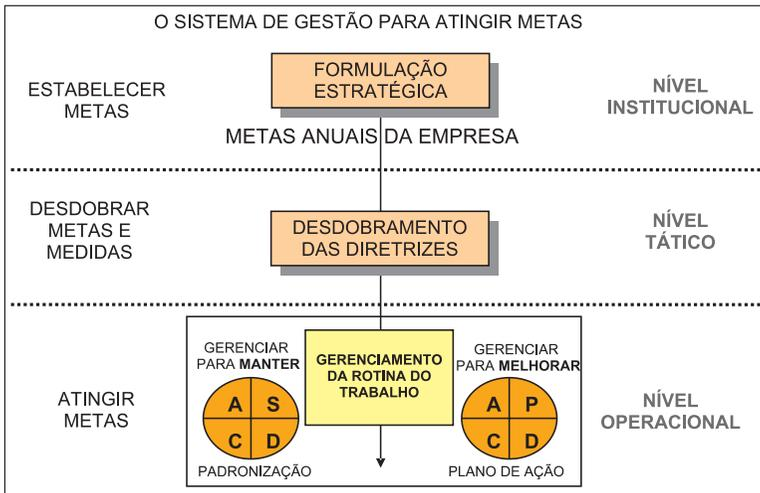 O SISTEMA DE GESTÃO PARA ATINGIR METAS
ESTABELECER
METAS
FORMULAÇÃO
ESTRATÉGICA
NÍVEL
INSTITUCIONAL
METAS ANUAIS DA EMPRESA
DESDOBRAR
METAS E
MEDIDAS
DESDOBRAMENTO
DAS DIRETRIZES
NÍVEL
TÁTICO
ATINGIR
METAS
GERENCIAR
PARA MANTER
A S
C D
PADRONIZAÇÃO
GERENCIAMENTO
DA ROTINA DO
TRABALHO
GERENCIAR
PARA MELHORAR
A P
C D
PLANO DE AÇÃO
NÍVEL
OPERACIONAL